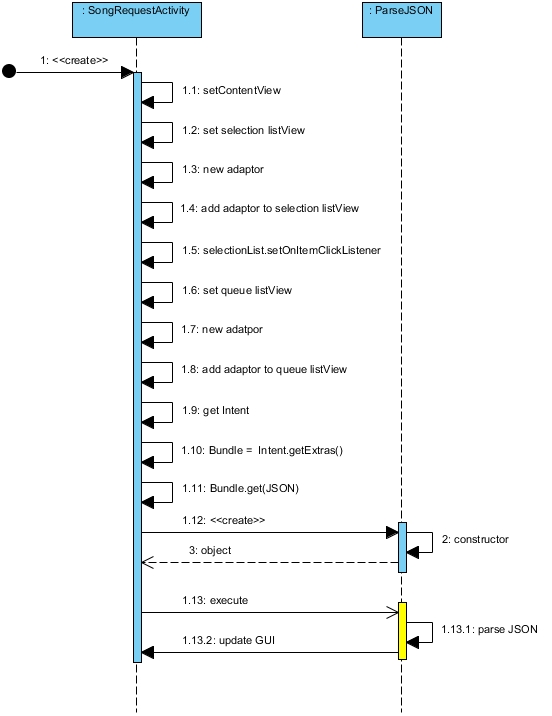 : SongRequestActivity
: ParseJSON
1: <<create>>
1.1: setContentView
1.2: set selection listView
1.3: new adaptor
1.4: add adaptor to selection listView
1.5: selectionList.setOnItemClickListener
1.6: set queue listView
1.7: new adatpor
1.8: add adaptor to queue listView
1.9: get Intent
1.10: Bundle = Intent.getExtras()
1.11: Bundle.get(JSON)
1.12: <<create>>
2: constructor
3: object
1.13: execute
1.13.1: parse JSON
1.13.2: update GUI